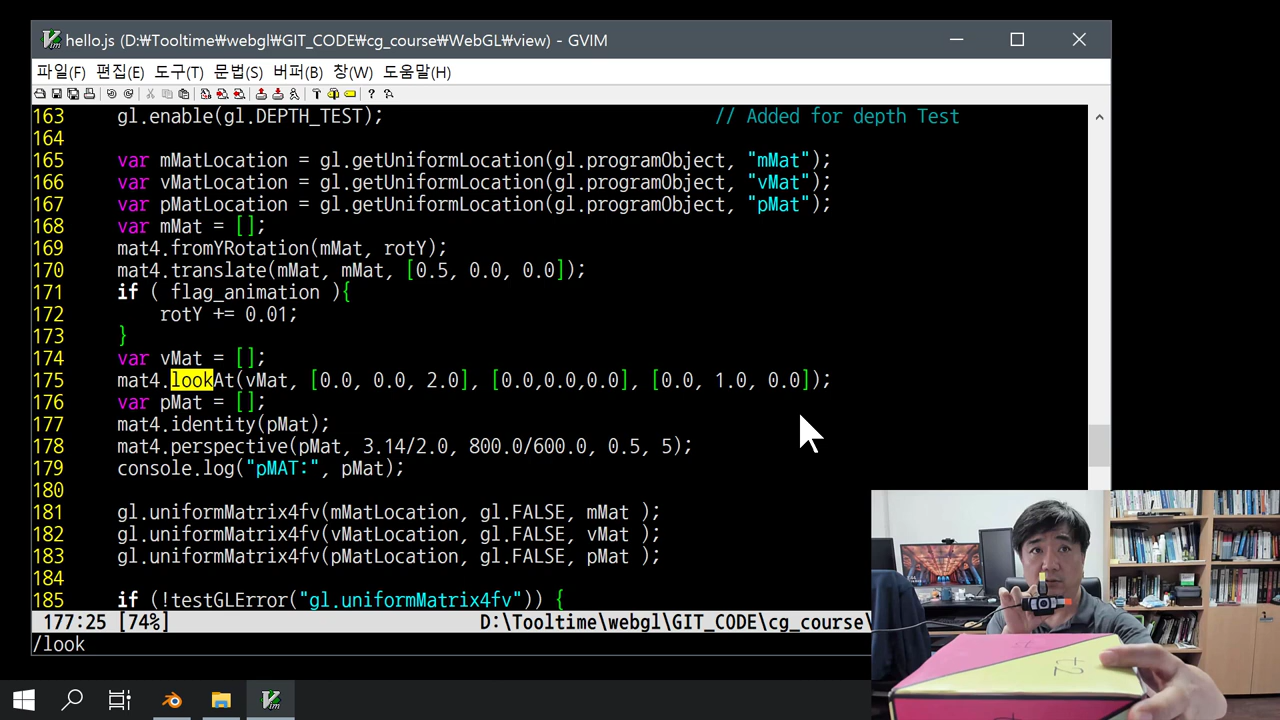 hello.js (D:₩Tooltime₩webgl₩GIT_CODE₩cg_course₩WebGL₩view) - GVIM
파일(F) 편집(E) 도구(T) 문법(S) 버퍼(B) 창(W) 도움말(H)
163 gl.enable(gl.DEPTH_TEST); // Added for depth Test
164
165 var mMatLocation = gl.getUniformLocation(gl.programObject, "mMat");
166 var vMatLocation = gl.getUniformLocation(gl.programObject, "vMat");
167 var pMatLocation = gl.getUniformLocation(gl.programObject, "pMat");
168 var mMat = [];
169 mat4.fromYRotation(mMat, rotY);
170 mat4.translate(mMat, mMat, [0.5, 0.0, 0.0]);
171 if ( flag_animation ){
172 rotY += 0.01;
173 }
174 var vMat = [];
175 mat4.lookAt(vMat, [0.0, 0.0, 2.0], [0.0,0.0,0.0], [0.0, 1.0, 0.0]);
176 var pMat = [];
177 mat4.identity(pMat);
178 mat4.perspective(pMat, 3.14/2.0, 800.0/600.0, 0.5, 5);
179 console.log("pMAT:", pMat);
180
181 gl.uniformMatrix4fv(mMatLocation, gl.FALSE, mMat );
182 gl.uniformMatrix4fv(vMatLocation, gl.FALSE, vMat );
183 gl.uniformMatrix4fv(pMatLocation, gl.FALSE, pMat );
184
185 if (!testGLError("gl.uniformMatrix4fv")) {
177:25 [74%] D:\Tooltime\webgl\GIT_CODE\cg_course\
/look